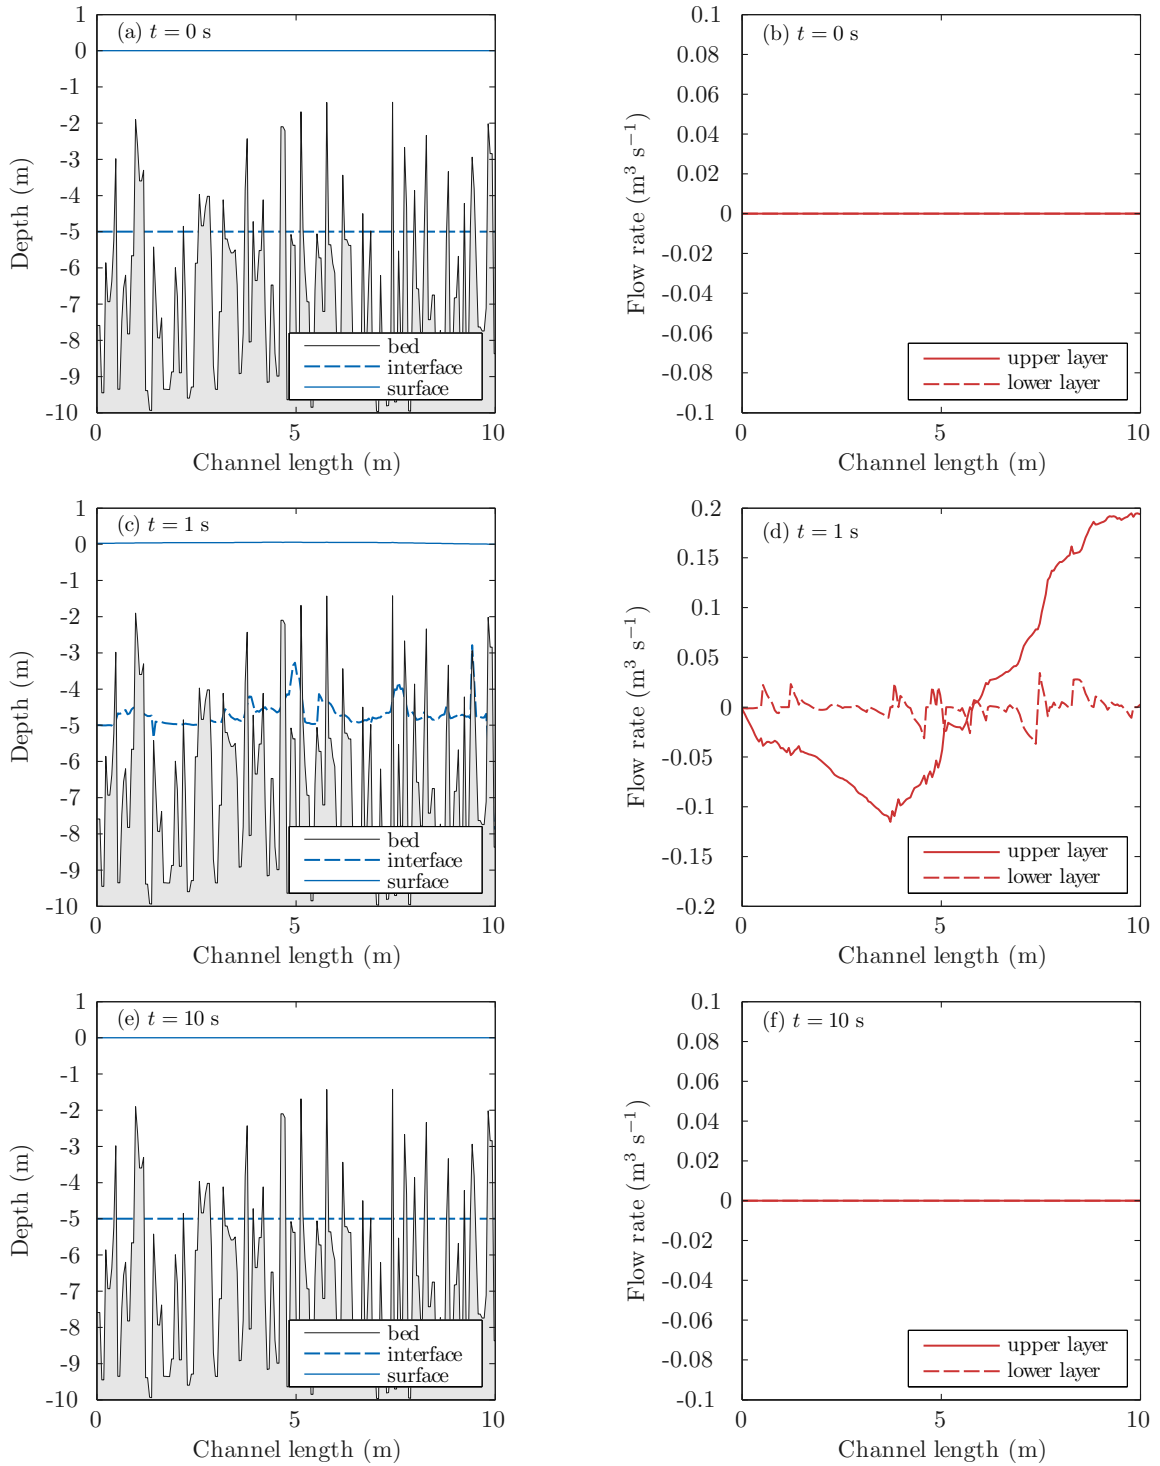 (a) t = 0 s
1
0
-1
-2
-3
-4
-5
-6
-7
-8
-9
-10
Depth (m)
bed
interface
surface
0
5
10
Channel length (m)
(b) t = 0 s
0.1
0.08
0.06
0.04
0.02
0
-0.02
-0.04
-0.06
-0.08
-0.1
Flow rate (m³ s⁻¹)
upper layer
lower layer
0
5
10
Channel length (m)
(c) t = 1 s
1
0
-1
-2
-3
-4
-5
-6
-7
-8
-9
-10
Depth (m)
bed
interface
surface
0
5
10
Channel length (m)
(d) t = 1 s
0.2
0.15
0.1
0.05
0
-0.05
-0.1
-0.15
-0.2
Flow rate (m³ s⁻¹)
upper layer
lower layer
0
5
10
Channel length (m)
(e) t = 10 s
1
0
-1
-2
-3
-4
-5
-6
-7
-8
-9
-10
Depth (m)
bed
interface
surface
0
5
10
Channel length (m)
(f) t = 10 s
0.1
0.08
0.06
0.04
0.02
0
-0.02
-0.04
-0.06
-0.08
-0.1
Flow rate (m³ s⁻¹)
upper layer
lower layer
0
5
10
Channel length (m)